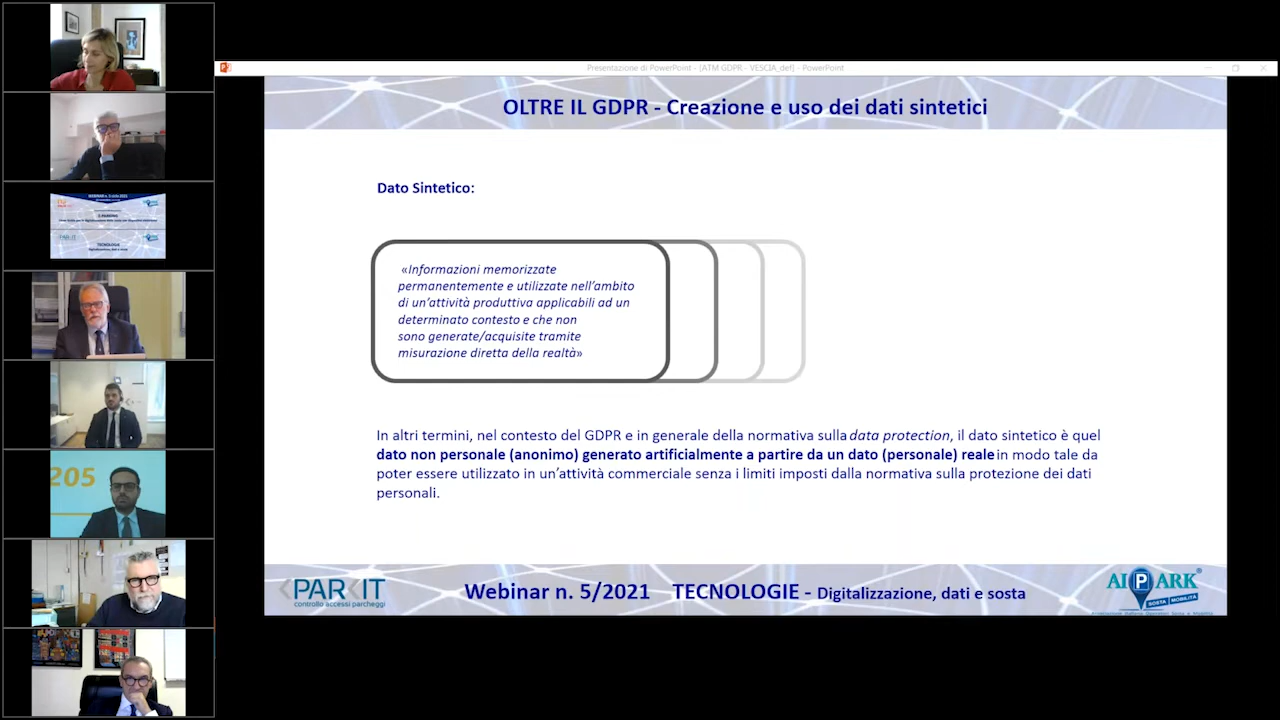 Presentazione di PowerPoint - [ATM GDPR - VESCIA_def] - PowerPoint
OLTRE IL GDPR - Creazione e uso dei dati sintetici
Dato Sintetico:
«Informazioni memorizzate
permanentemente e utilizzate nell'ambito
di un'attività produttiva applicabili ad un
determinato contesto e che non
sono generate/acquisite tramite
misurazione diretta della realtà»
In altri termini, nel contesto del GDPR e in generale della normativa sulla data protection, il dato sintetico è quel
dato non personale (anonimo) generato artificialmente a partire da un dato (personale) reale in modo tale da
poter essere utilizzato in un'attività commerciale senza i limiti imposti dalla normativa sulla protezione dei dati
personali.
PARKIT
controllo accessi parcheggi
Webinar n. 5/2021 TECNOLOGIE - Digitalizzazione, dati e sosta
AIPARK
SOSTA MOBILITÀ
205